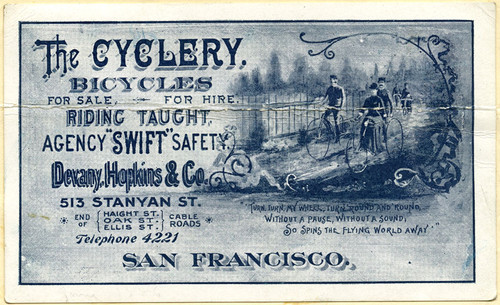 The CYCLERY.
BICYCLES
FOR SALE, FOR HIRE.
RIDING TAUGHT,
AGENCY "SWIFT" SAFETY,
Devany, Hopkins & Co.
513 STANYAN ST.
* END OF { HAIGHT ST. OAK ST. ELLIS ST. } CABLE ROADS *
Telephone 4221
"TURN, TURN, MY WHEEL, TURN 'ROUND AND 'ROUND
WITHOUT A PAUSE, WITHOUT A SOUND;
SO SPINS THE FLYING WORLD AWAY."
SAN FRANCISCO.